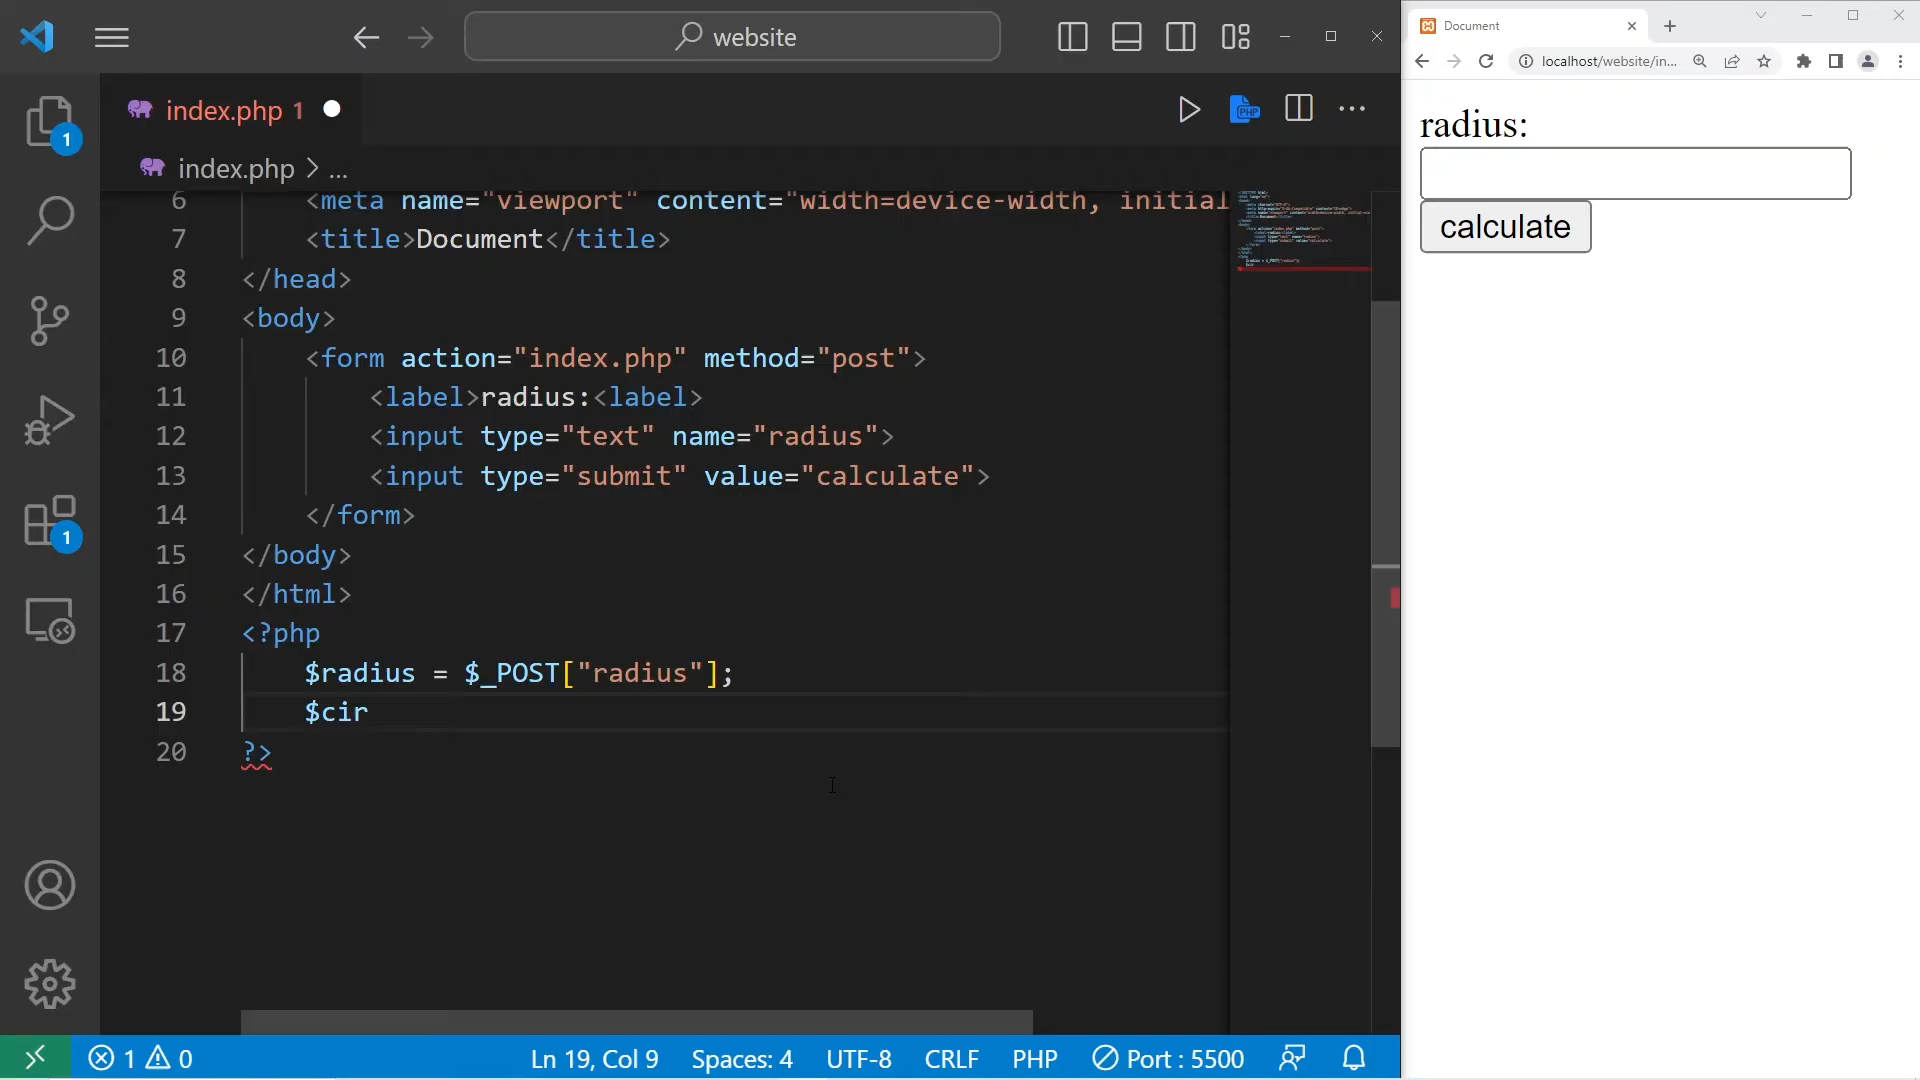 website
Document
localhost/website/in...
index.php 1
index.php > ...
6 <meta name="viewport" content="width=device-width, initial
7 <title>Document</title>
8 </head>
9 <body>
10 <form action="index.php" method="post">
11 <label>radius:<label>
12 <input type="text" name="radius">
13 <input type="submit" value="calculate">
14 </form>
15 </body>
16 </html>
17 <?php
18 $radius = $_POST["radius"];
19 $cir
20 ?>
1
1
PHP
radius:
calculate
1 0
Ln 19, Col 9
Spaces: 4
UTF-8
CRLF
PHP
Port : 5500